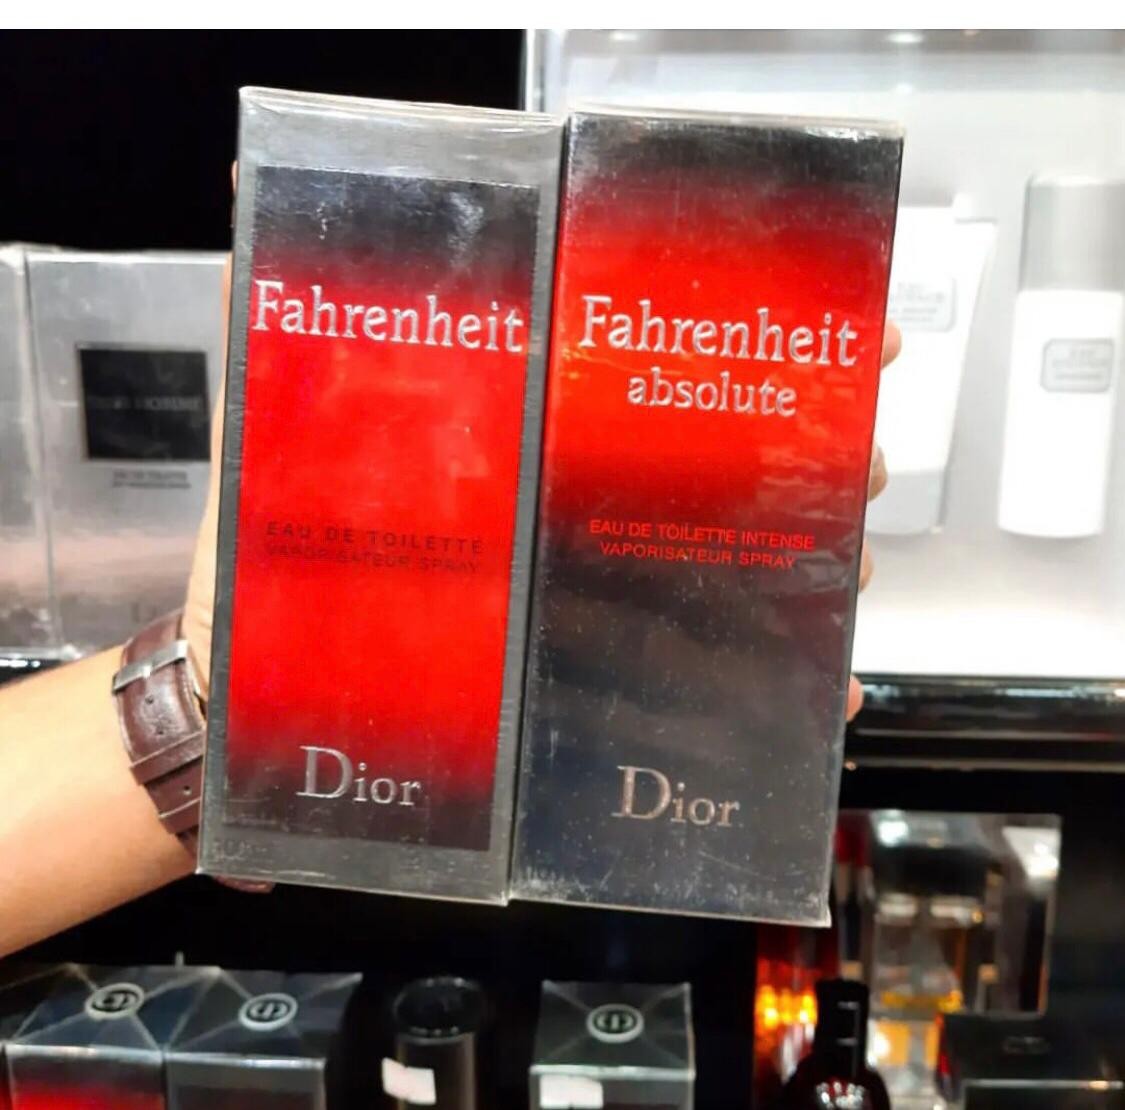 Fahrenheit
EAU DE TOILETTE
VAPORISATEUR SPRAY
Dior
Fahrenheit
absolute
EAU DE TOILETTE INTENSE
VAPORISATEUR SPRAY
Dior